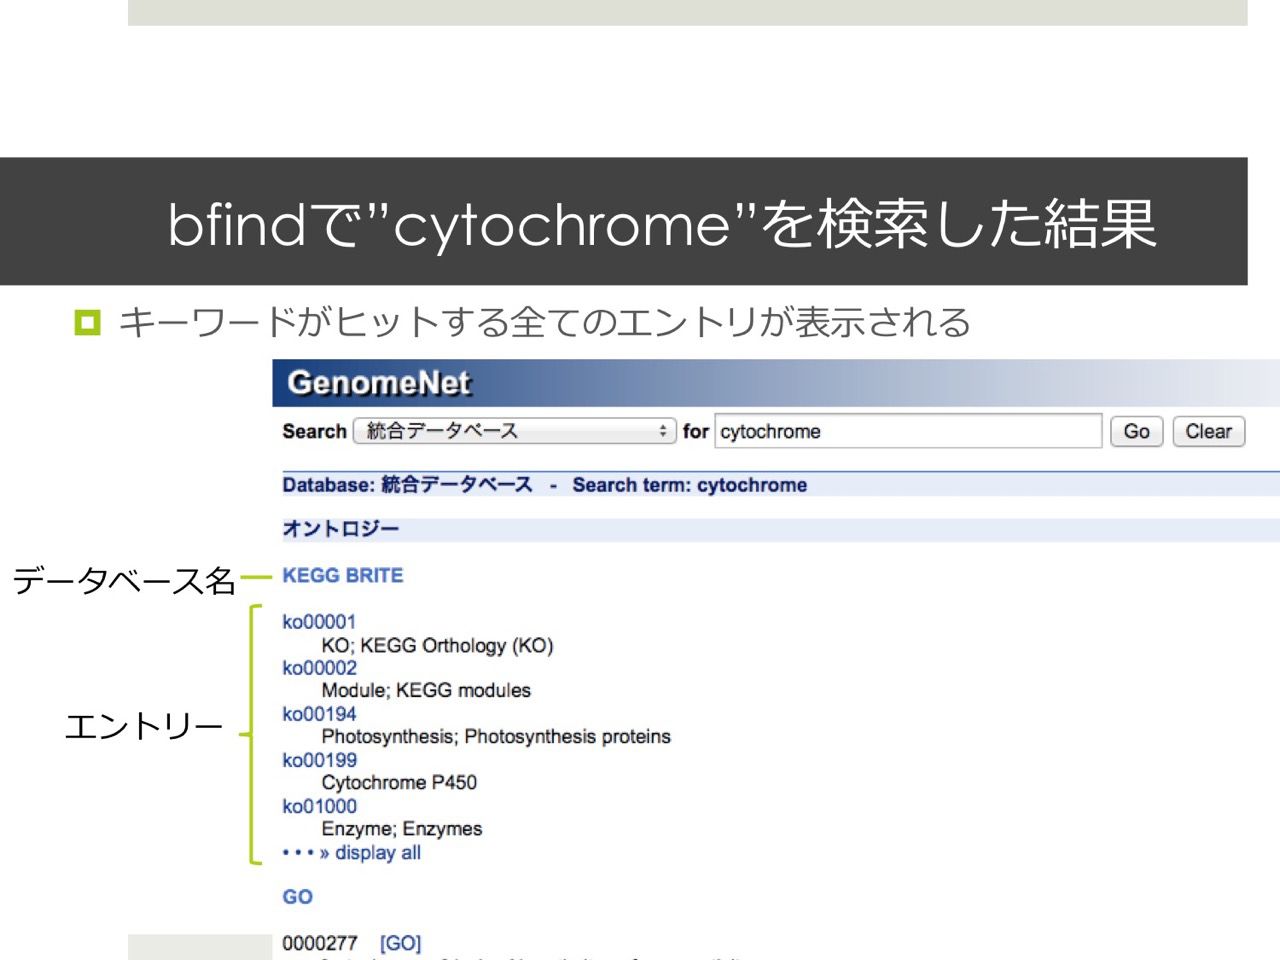 bfindで”cytochrome”を検索した結果
キーワードがヒットする全てのエントリが表示される
GenomeNet
Search 統合データベース for cytochrome Go Clear
Database: 統合データベース - Search term: cytochrome
オントロジー
データベース名
KEGG BRITE
エントリー
ko00001
KO; KEGG Orthology (KO)
ko00002
Module; KEGG modules
ko00194
Photosynthesis; Photosynthesis proteins
ko00199
Cytochrome P450
ko01000
Enzyme; Enzymes
• • • » display all
GO
0000277 [GO]